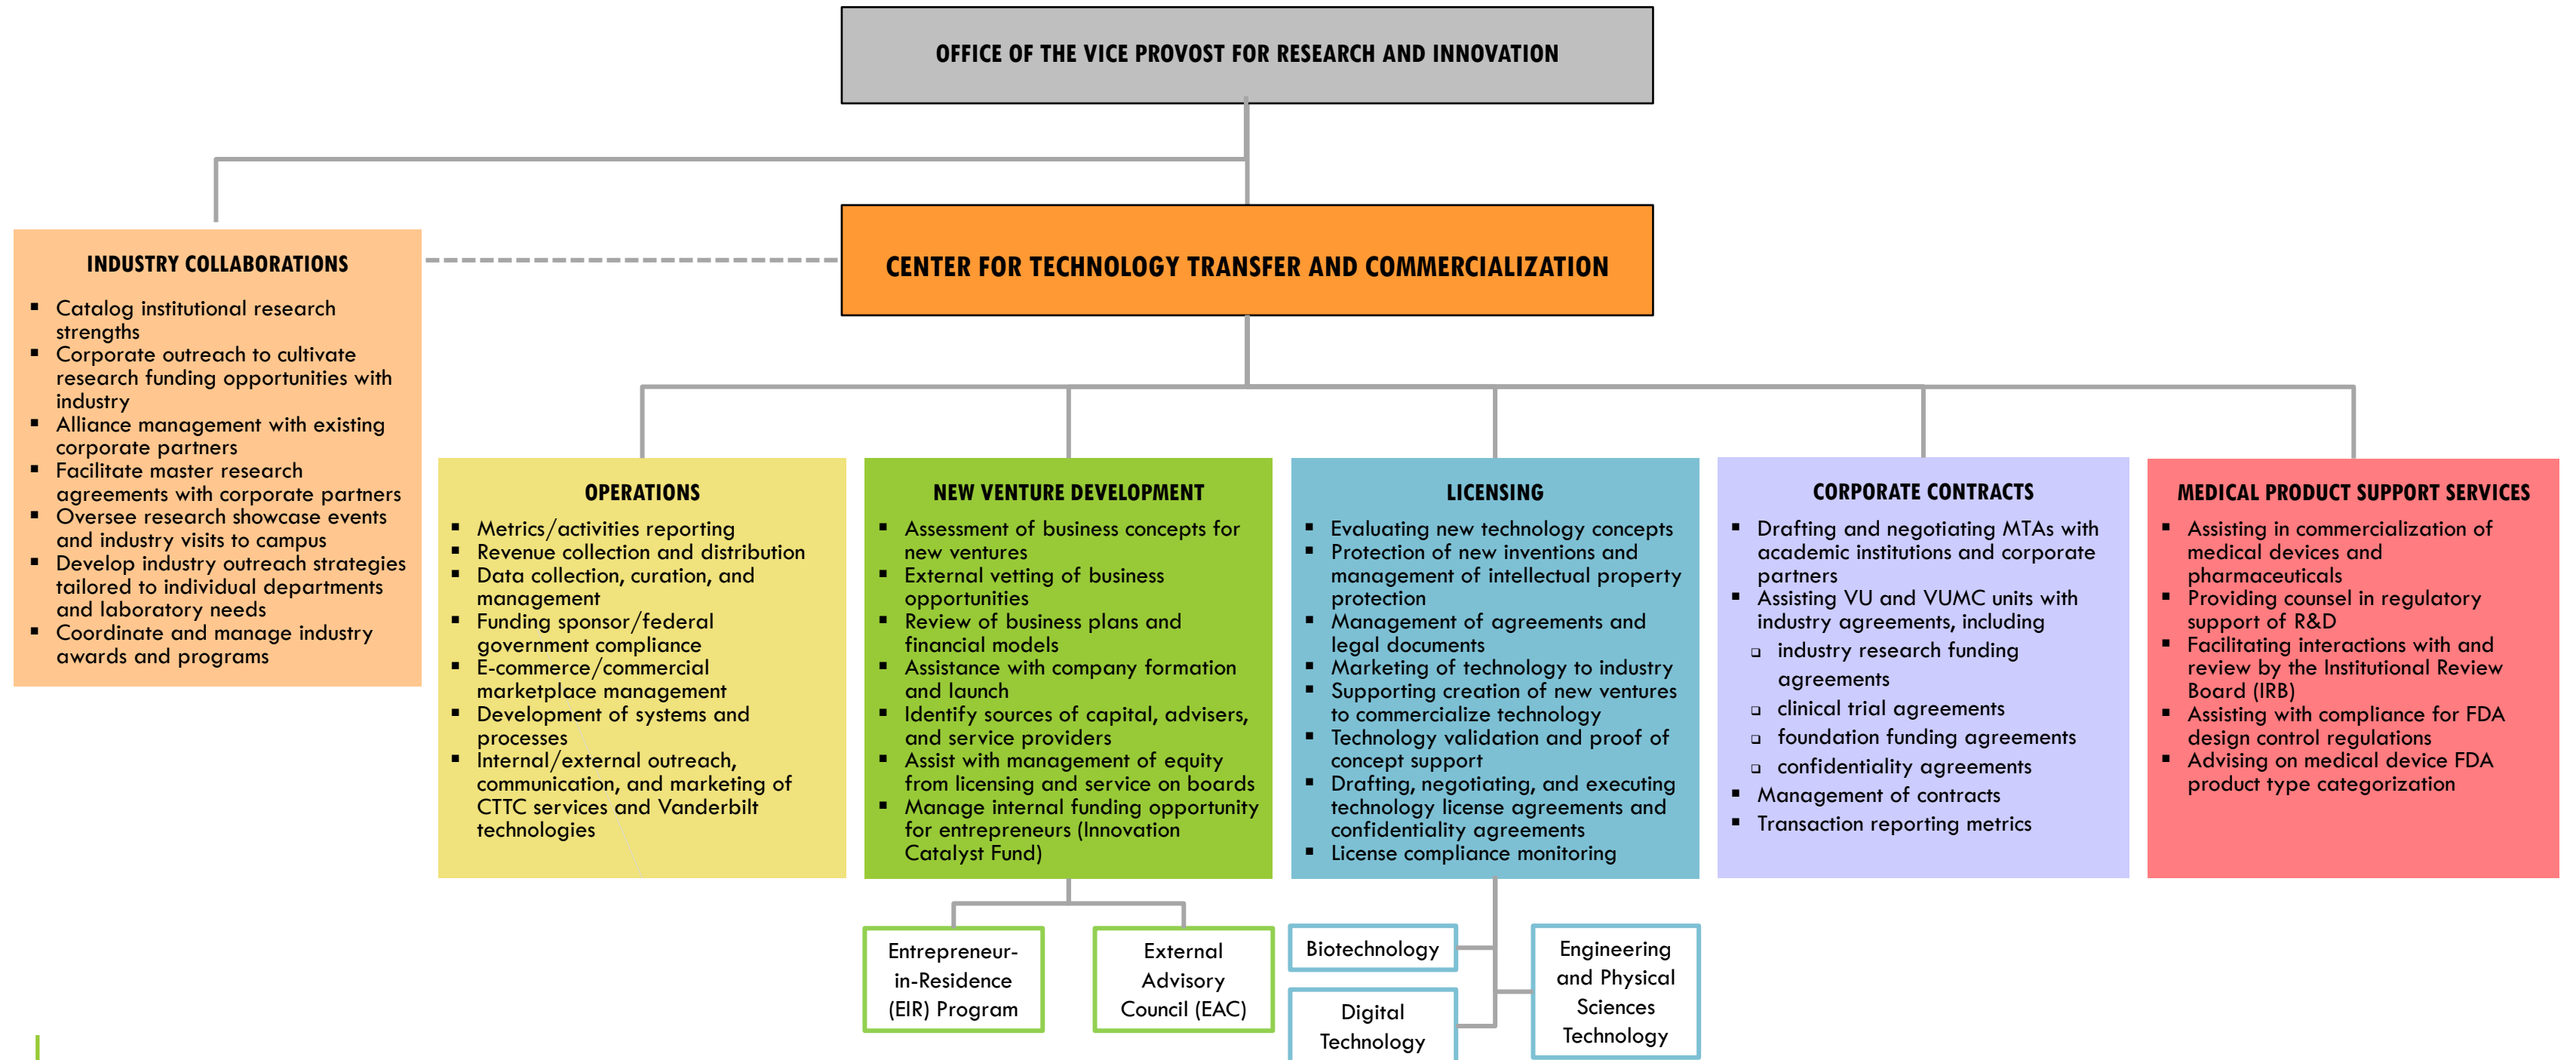 OFFICE OF THE VICE PROVOST FOR RESEARCH AND INNOVATION
CENTER FOR TECHNOLOGY TRANSFER AND COMMERCIALIZATION
INDUSTRY COLLABORATIONS
▪ Catalog institutional research
strengths
▪ Corporate outreach to cultivate
research funding opportunities with
industry
▪ Alliance management with existing
corporate partners
▪ Facilitate master research
agreements with corporate partners
▪ Oversee research showcase events
and industry visits to campus
▪ Develop industry outreach strategies
tailored to individual departments
and laboratory needs
▪ Coordinate and manage industry
awards and programs
OPERATIONS
▪ Metrics/activities reporting
▪ Revenue collection and distribution
▪ Data collection, curation, and
management
▪ Funding sponsor/federal
government compliance
▪ E-commerce/commercial
marketplace management
▪ Development of systems and
processes
▪ Internal/external outreach,
communication, and marketing of
CTTC services and Vanderbilt
technologies
NEW VENTURE DEVELOPMENT
▪ Assessment of business concepts for
new ventures
▪ External vetting of business
opportunities
▪ Review of business plans and
financial models
▪ Assistance with company formation
and launch
▪ Identify sources of capital, advisers,
and service providers
▪ Assist with management of equity
from licensing and service on boards
▪ Manage internal funding opportunity
for entrepreneurs (Innovation
Catalyst Fund)
LICENSING
▪ Evaluating new technology concepts
▪ Protection of new inventions and
management of intellectual property
protection
▪ Management of agreements and
legal documents
▪ Marketing of technology to industry
▪ Supporting creation of new ventures
to commercialize technology
▪ Technology validation and proof of
concept support
▪ Drafting, negotiating, and executing
technology license agreements and
confidentiality agreements
▪ License compliance monitoring
CORPORATE CONTRACTS
▪ Drafting and negotiating MTAs with
academic institutions and corporate
partners
▪ Assisting VU and VUMC units with
industry agreements, including
❑ industry research funding
agreements
❑ clinical trial agreements
❑ foundation funding agreements
❑ confidentiality agreements
▪ Management of contracts
▪ Transaction reporting metrics
MEDICAL PRODUCT SUPPORT SERVICES
▪ Assisting in commercialization of
medical devices and
pharmaceuticals
▪ Providing counsel in regulatory
support of R&D
▪ Facilitating interactions with and
review by the Institutional Review
Board (IRB)
▪ Assisting with compliance for FDA
design control regulations
▪ Advising on medical device FDA
product type categorization
Entrepreneur-
in-Residence
(EIR) Program
External
Advisory
Council (EAC)
Biotechnology
Digital
Technology
Engineering
and Physical
Sciences
Technology